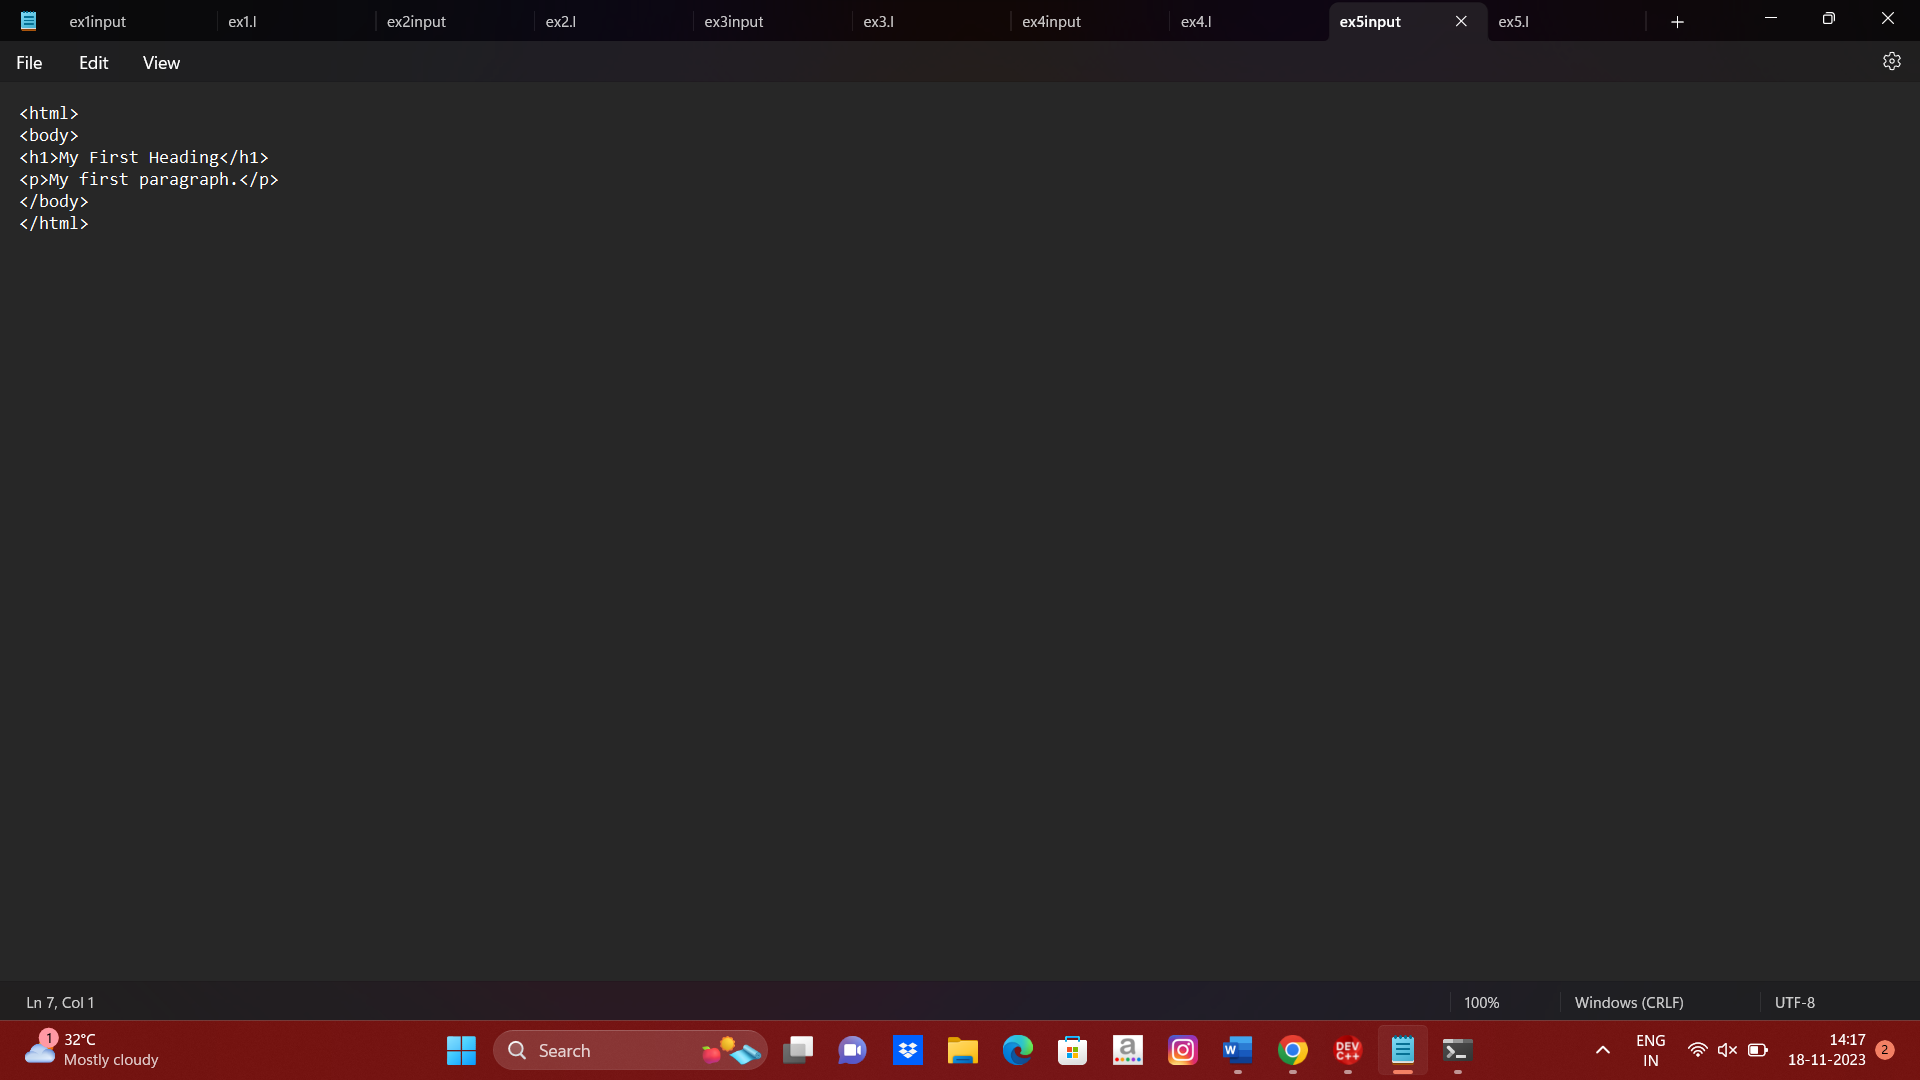 ex1input ex1.l ex2input ex2.l ex3input ex3.l ex4input ex4.l ex5input ex5.l
File Edit View
<html>
<body>
<h1>My First Heading</h1>
<p>My first paragraph.</p>
</body>
</html>
Ln 7, Col 1 100% Windows (CRLF) UTF-8
1 32°C
Mostly cloudy
Search
a
W
DEV
C++
ENG
IN
14:17
18-11-2023
2